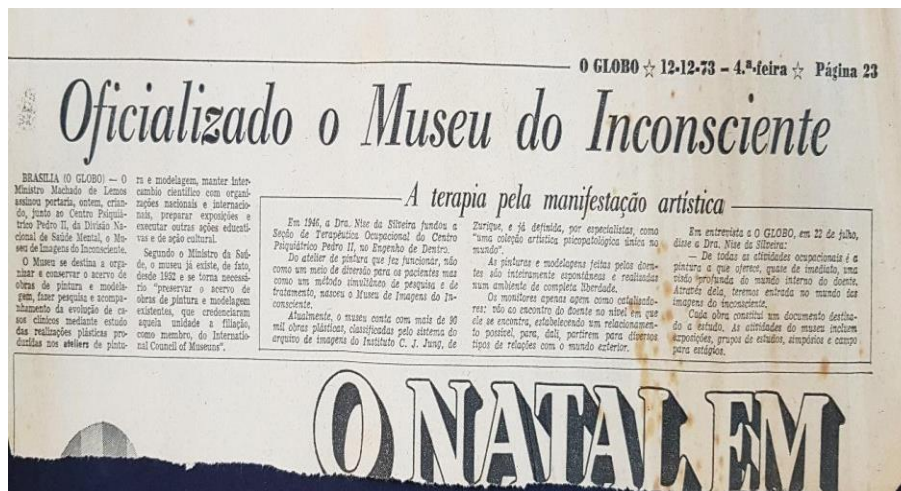 O GLOBO ☆ 12-12-73 – 4.ª-feira ☆ Página 23
Oficializado o Museu do Inconsciente
BRASÍLIA (O GLOBO) — O
Ministro Machado de Lemos
assinou portaria, ontem, crian-
do, junto ao Centro Psiquiá-
trico Pedro II, da Divisão Na-
cional de Saúde Mental, o Mu-
seu de Imagens do Inconsciente.
O Museu se destina a orga-
nizar e conservar o acervo de
obras de pintura e modela-
gem, fazer pesquisa e acompa-
nhamento da evolução de ca-
sos clínicos mediante estudo
das realizações plásticas pro-
duzidas nos ateliers de pintu-
ra e modelagem, manter inter-
cambio científico com organi-
zações nacionais e internacio-
nais, preparar exposições e
executar outras ações educati-
vas e de ação cultural.
Segundo o Ministro da Saú-
de, o museu já existe, de fato,
desde 1952 e se torna necessá-
rio "preservar o acervo de
obras de pintura e modelagem
existentes, que credenciaram
aquela unidade a filiação,
como membro, do Internatio-
nal Council of Museuns".
A terapia pela manifestação artística
Em 1946, a Dra. Nise da Silveira fundou a
Seção de Terapêutica Ocupacional do Centro
Psiquiátrico Pedro II, no Engenho de Dentro.
Do atelier de pintura que fez funcionar, não
como um meio de diversão para os pacientes mas
como um método simultâneo de pesquisa e de
tratamento, nasceu o Museu de Imagens do In-
consciente.
Atualmente, o museu conta com mais de 90
mil obras plásticas, classificadas pelo sistema do
arquivo de imagens do Instituto C. J. Jung, de
Zurique, e já definida, por especialistas, como
"uma coleção artística psicopatológica única no
mundo".
As pinturas e modelagens feitas pelos doen-
tes são inteiramente espontâneas e realizadas
num ambiente de completa liberdade.
Os monitores apenas agem como catalisado-
res: vão ao encontro do doente no nível em que
ele se encontra, estabelecendo um relacionamen-
to possível, para, dali, partirem para diversos
tipos de relações com o mundo exterior.
Em entrevista a O GLOBO, em 22 de julho,
disse a Dra. Nise da Silveira:
— De todas as atividades ocupacionais é a
pintura a que oferece, quase de imediato, uma
visão profunda do mundo interno do doente.
Através dela, teremos entrada no mundo das
imagens do inconsciente.
Cada obra constitui um documento destina-
do a estudo. As atividades do museu incluem
exposições, grupos de estudos, simpósios e campo
para estágios.
O NATAL EM